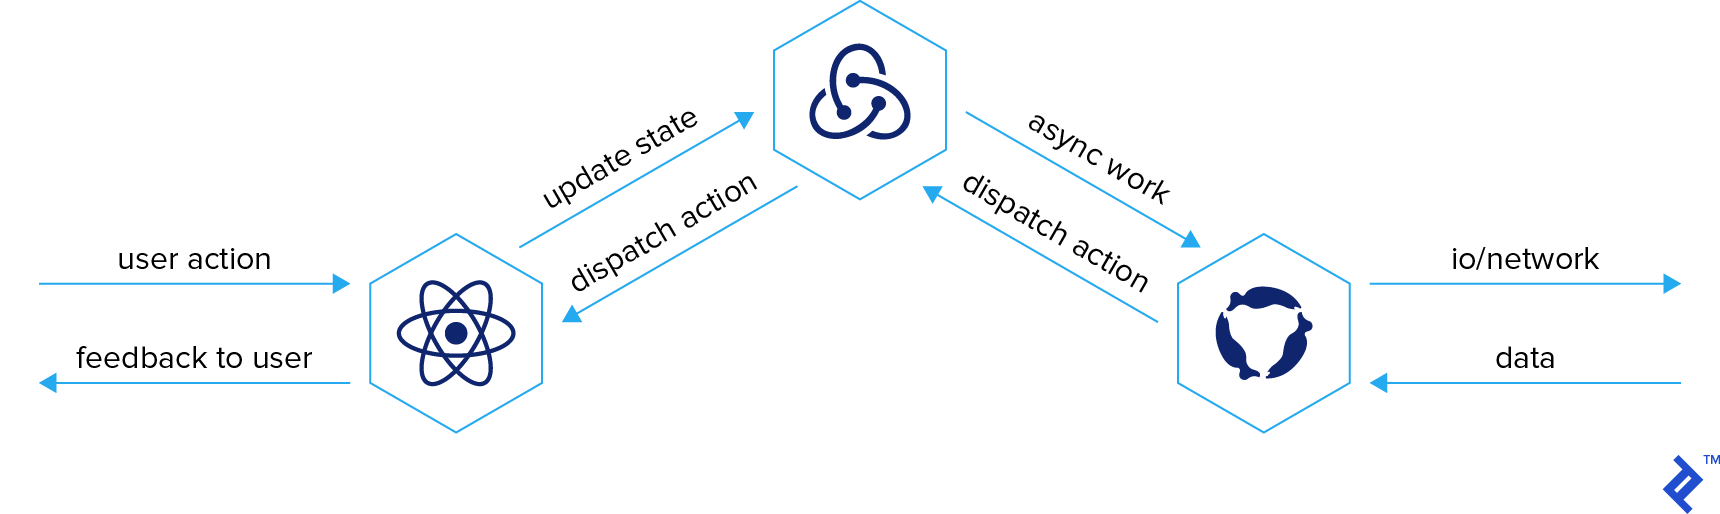 update state
dispatch action
async work
dispatch action
user action
feedback to user
io/network
data
TM